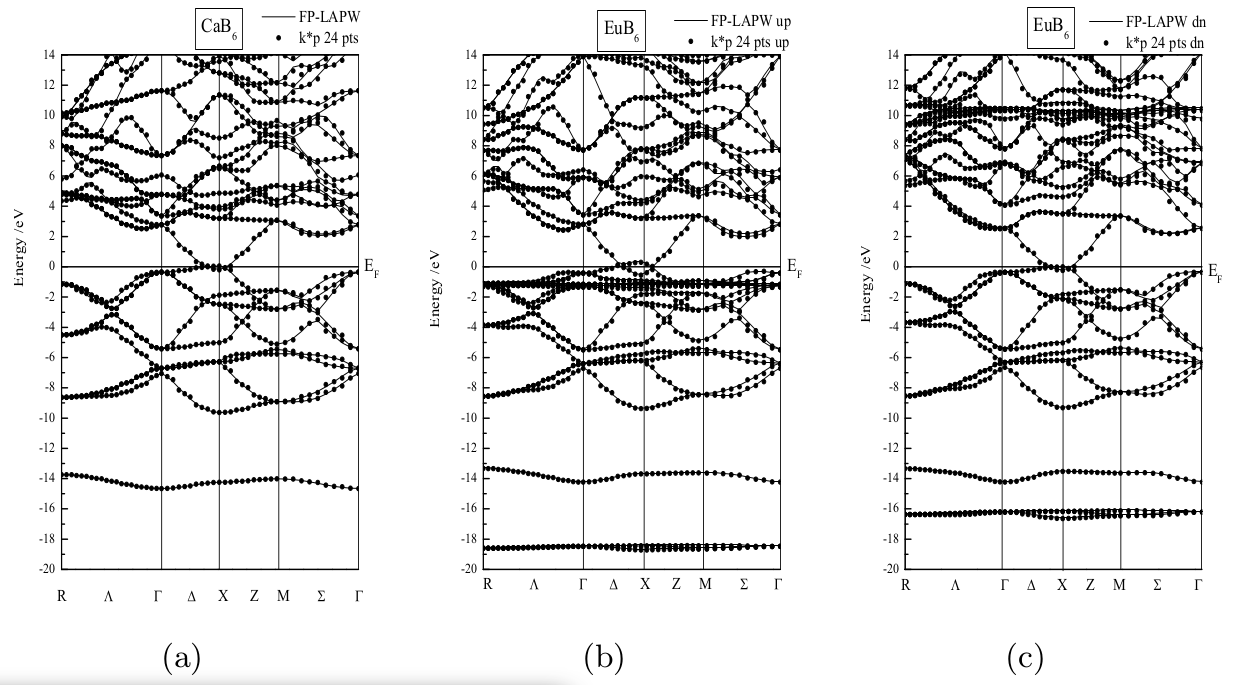 CaB6
FP-LAPW
k*p 24 pts
14
12
10
8
6
4
2
0
-2
-4
-6
-8
-10
-12
-14
-16
-18
-20
Energy /eV
EF
R Λ Γ Δ X Z M Σ Γ
(a)
EuB6
FP-LAPW up
k*p 24 pts up
14
12
10
8
6
4
2
0
-2
-4
-6
-8
-10
-12
-14
-16
-18
-20
Energy /eV
EF
R Λ Γ Δ X Z M Σ Γ
(b)
EuB6
FP-LAPW dn
k*p 24 pts dn
14
12
10
8
6
4
2
0
-2
-4
-6
-8
-10
-12
-14
-16
-18
-20
Energy /eV
EF
R Λ Γ Δ X Z M Σ Γ
(c)